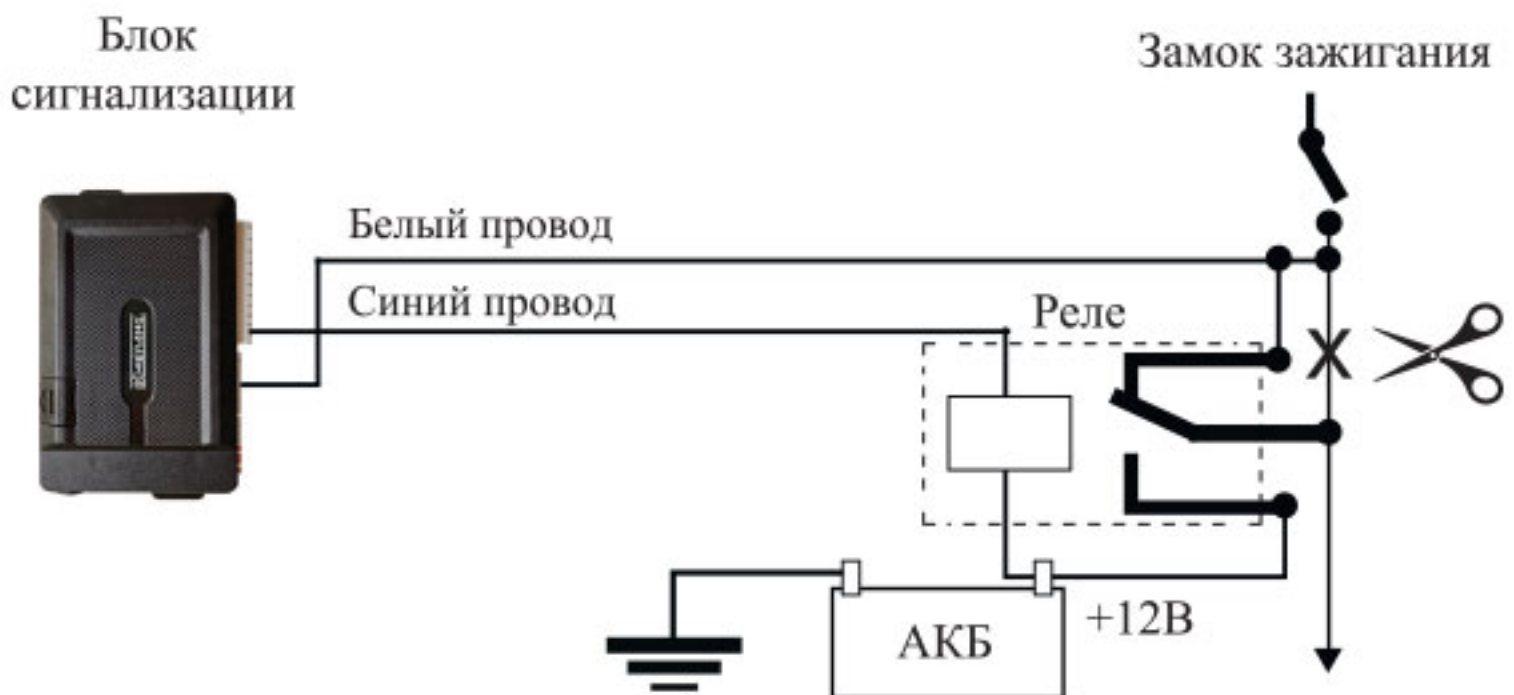 Блок
сигнализации
Замок зажигания
Белый провод
Синий провод
Реле
X
+12В
АКБ